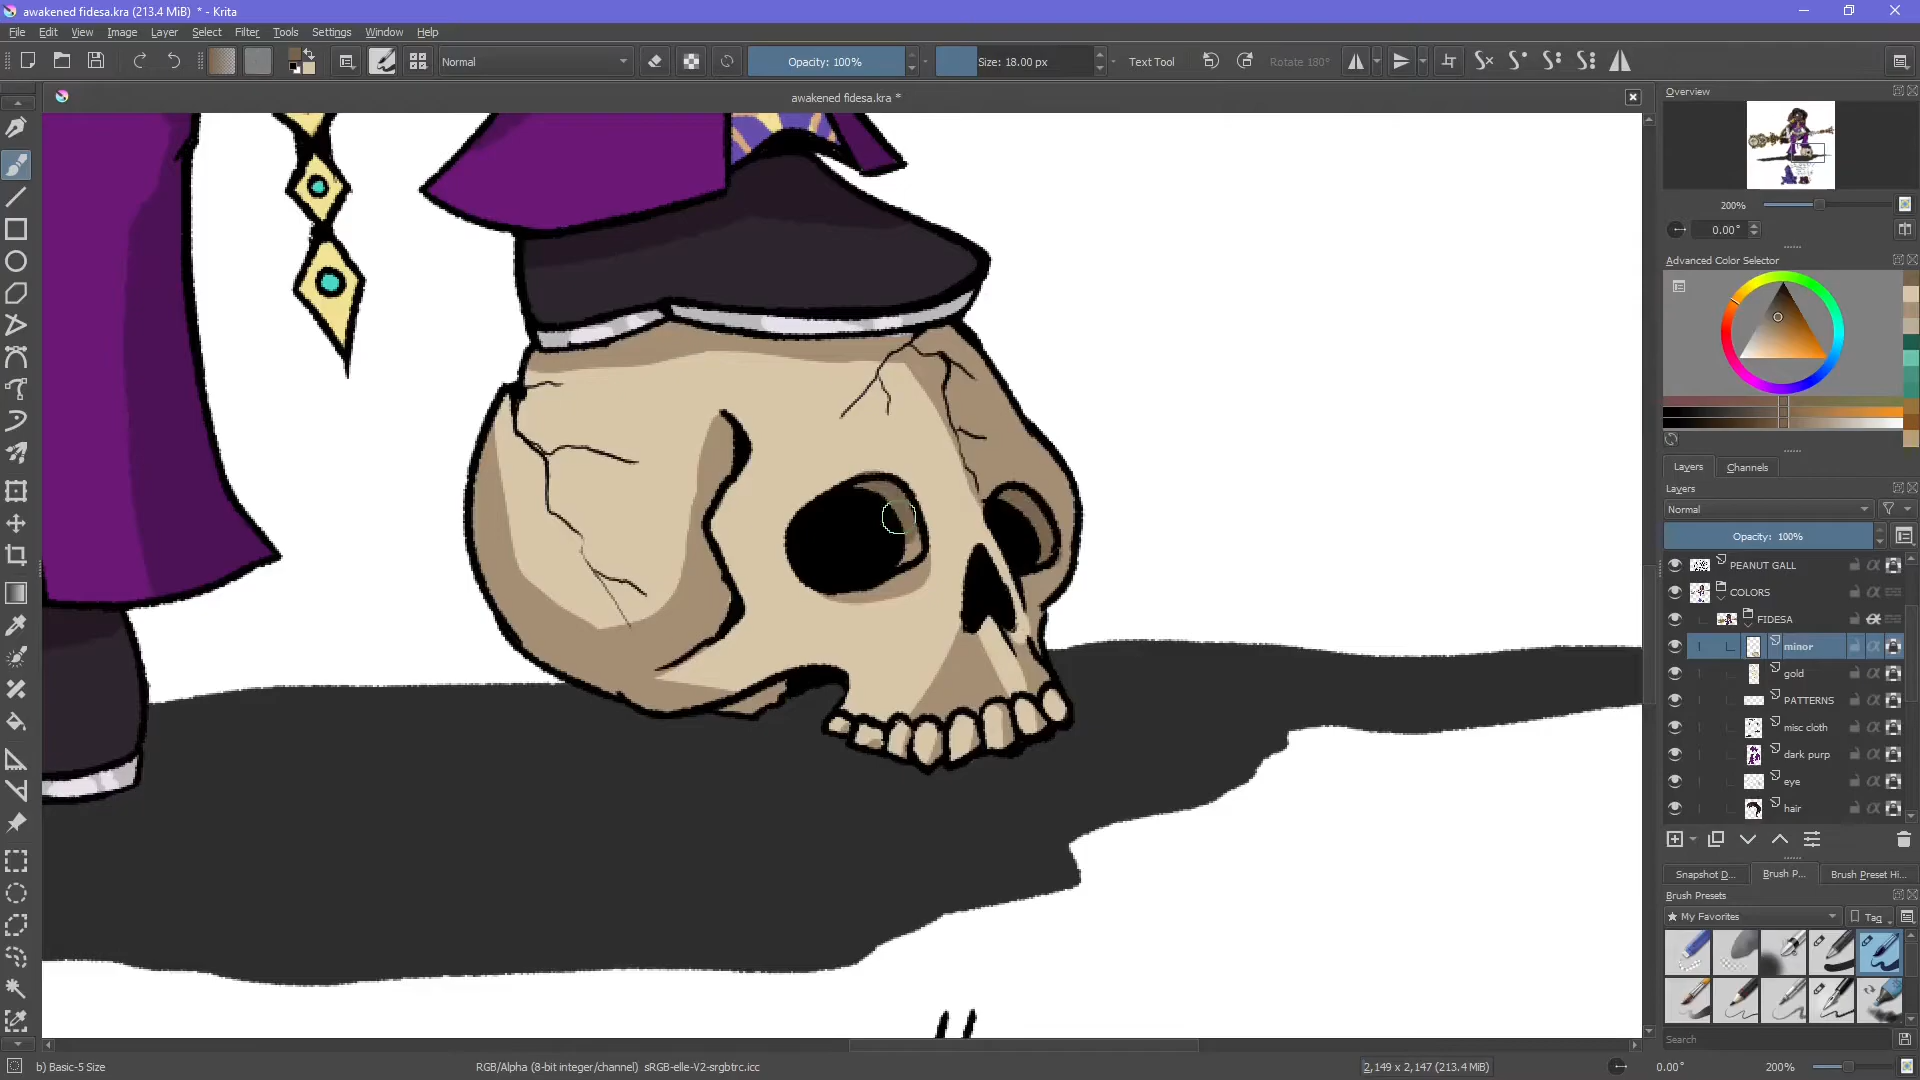 awakened fidesa.kra (213.4 MiB) * - Krita
File Edit View Image Layer Select Filter Tools Settings Window Help
Normal Opacity: 100% Size: 18.00 px Text Tool Rotate 180°
awakened fidesa.kra *
Overview
200%
0.00°
Advanced Color Selector
Layers Channels
Layers
Normal
Opacity: 100%
PEANUT GALL
COLORS
FIDESA
minor
gold
PATTERNS
misc cloth
dark purp
eye
hair
Snapshot D... Brush P... Brush Preset Hi...
Brush Presets
★ My Favorites Tag
Search
b) Basic-5 Size RGB/Alpha (8-bit integer/channel) sRGB-elle-V2-srgbtrc.icc 2,149 x 2,147 (213.4 MiB) 0.00° 200%